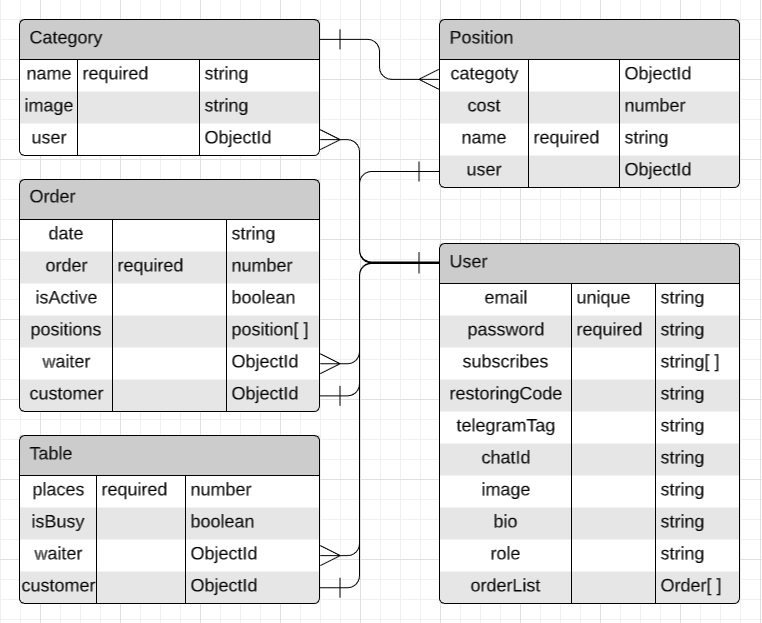 Category
name required string
image string
user ObjectId
Position
categoty ObjectId
cost number
name required string
user ObjectId
Order
date string
order required number
isActive boolean
positions position[ ]
waiter ObjectId
customer ObjectId
User
email unique string
password required string
subscribes string[ ]
restoringCode string
telegramTag string
chatId string
image string
bio string
role string
orderList Order[ ]
Table
places required number
isBusy boolean
waiter ObjectId
customer ObjectId